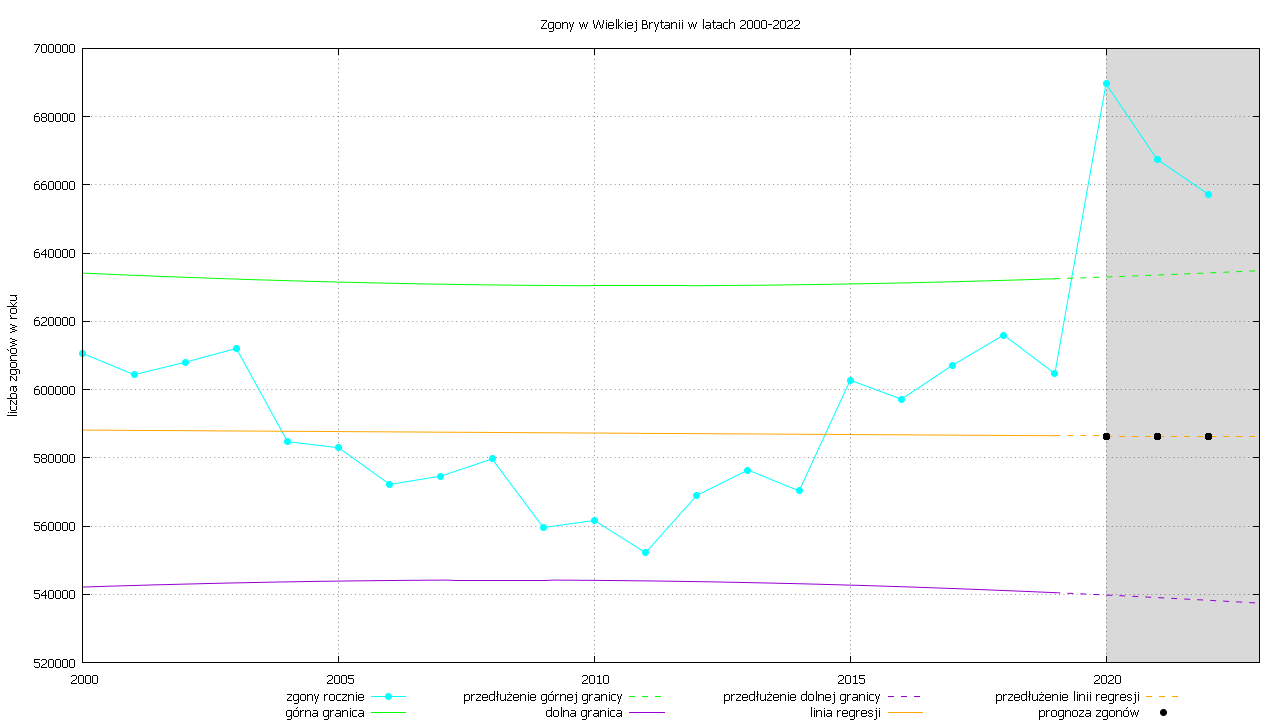 Zgony w Wielkiej Brytanii w latach 2000-2022
700000
680000
660000
640000
620000
600000
580000
560000
540000
520000
liczba zgonów w roku
2000 2005 2010 2015 2020
zgony rocznie przedłużenie górnej granicy przedłużenie dolnej granicy przedłużenie linii regresji
górna granica dolna granica linia regresji prognoza zgonów